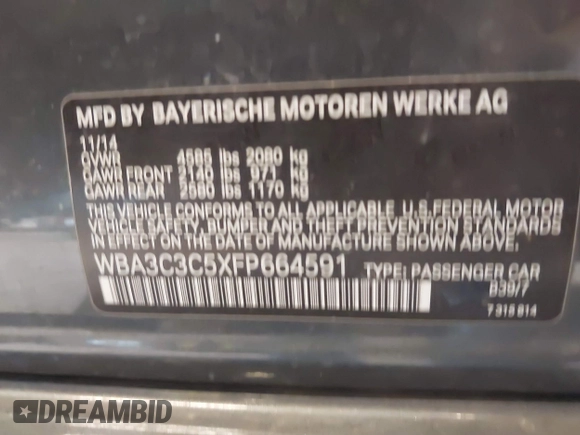 MFD BY BAYERISCHE MOTOREN WERKE AG
11/14
GVWR 4585 lbs 2080 kg
GAWR FRONT 2140 lbs 971 kg
GAWR REAR 2580 lbs 1170 kg
THIS VEHICLE CONFORMS TO ALL APPLICABLE U.S.FEDERAL MOTOR
VEHICLE SAFETY, BUMPER AND THEFT PREVENTION STANDARDS
IN EFFECT ON THE DATE OF MANUFACTURE SHOWN ABOVE.
WBA3C3C5XFP664591 TYPE: PASSENGER CAR
B39/7
7 315 814
DREAMBID